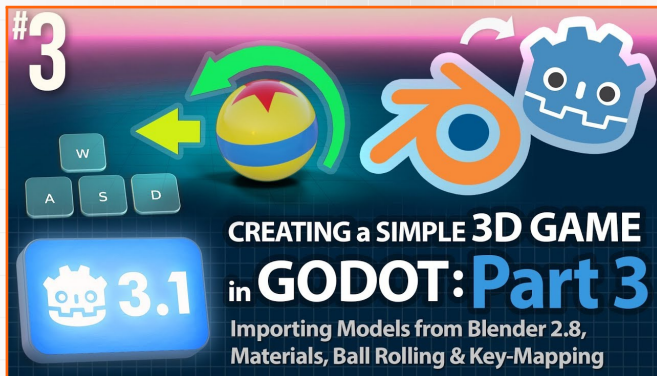 #3
W
A S D
3.1
CREATING a SIMPLE 3D GAME
in GODOT: Part 3
Importing Models from Blender 2.8,
Materials, Ball Rolling & Key-Mapping